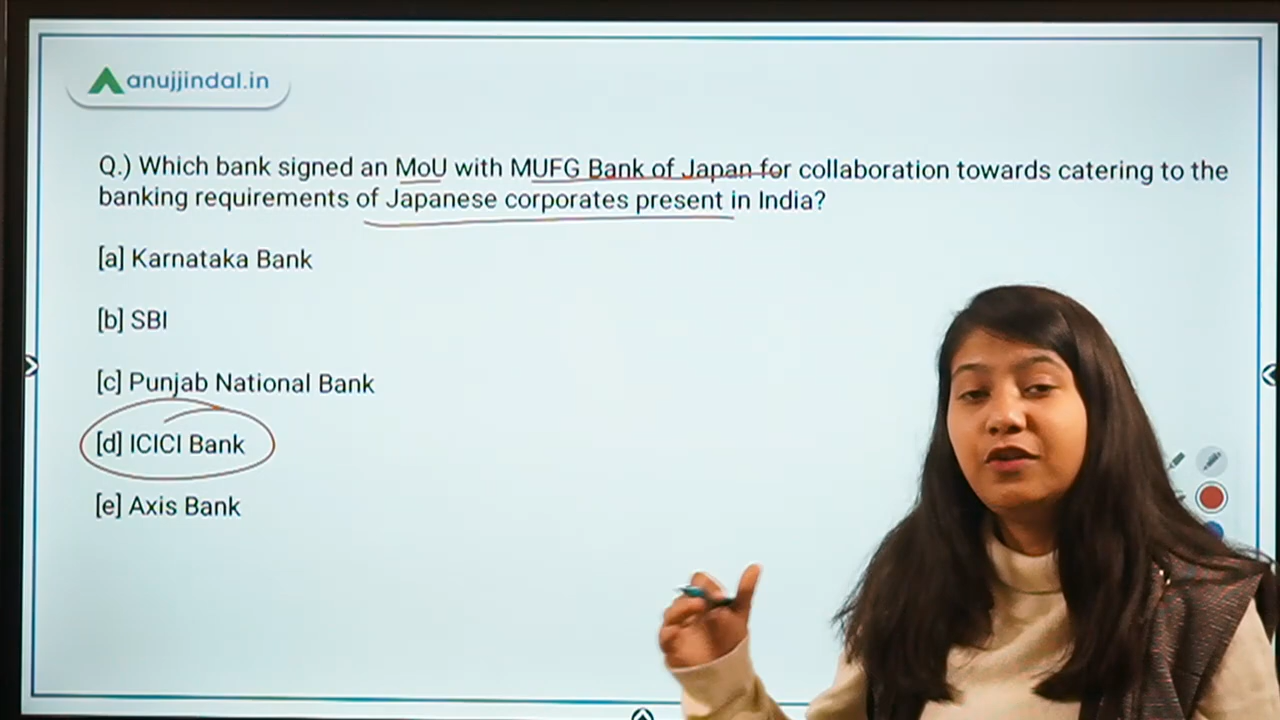 anujjindal.in
Q.) Which bank signed an MoU with MUFG Bank of Japan for collaboration towards catering to the
banking requirements of Japanese corporates present in India?
[a] Karnataka Bank
[b] SBI
[c] Punjab National Bank
[d] ICICI Bank
[e] Axis Bank